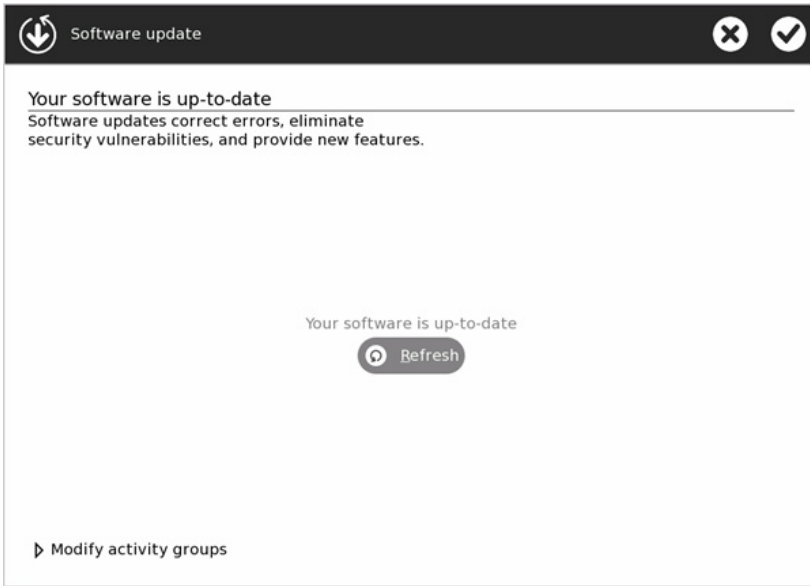 Software update
Your software is up-to-date
Software updates correct errors, eliminate
security vulnerabilities, and provide new features.
Your software is up-to-date
Refresh
Modify activity groups